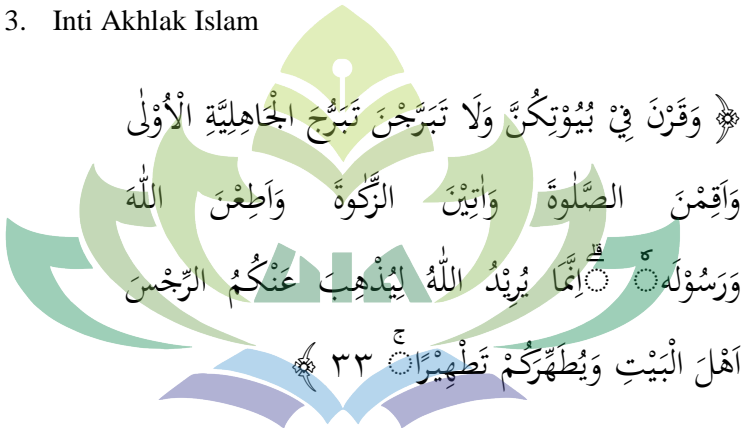 3. Inti Akhlak Islam
﴿ وَقَرْنَ فِيْ بُيُوْتِكُنَّ وَلَا تَبَرَّجْنَ تَبَرُّجَ الْجَاهِلِيَّةِ الْاُوْلٰى
وَاَقِمْنَ الصَّلٰوةَ وَاٰتِيْنَ الزَّكٰوةَ وَاَطِعْنَ اللّٰهَ
وَرَسُوْلَهٗ ۗاِنَّمَا يُرِيْدُ اللّٰهُ لِيُذْهِبَ عَنْكُمُ الرِّجْسَ
اَهْلَ الْبَيْتِ وَيُطَهِّرَكُمْ تَطْهِيْرًاۚ ٣٣ ﴾